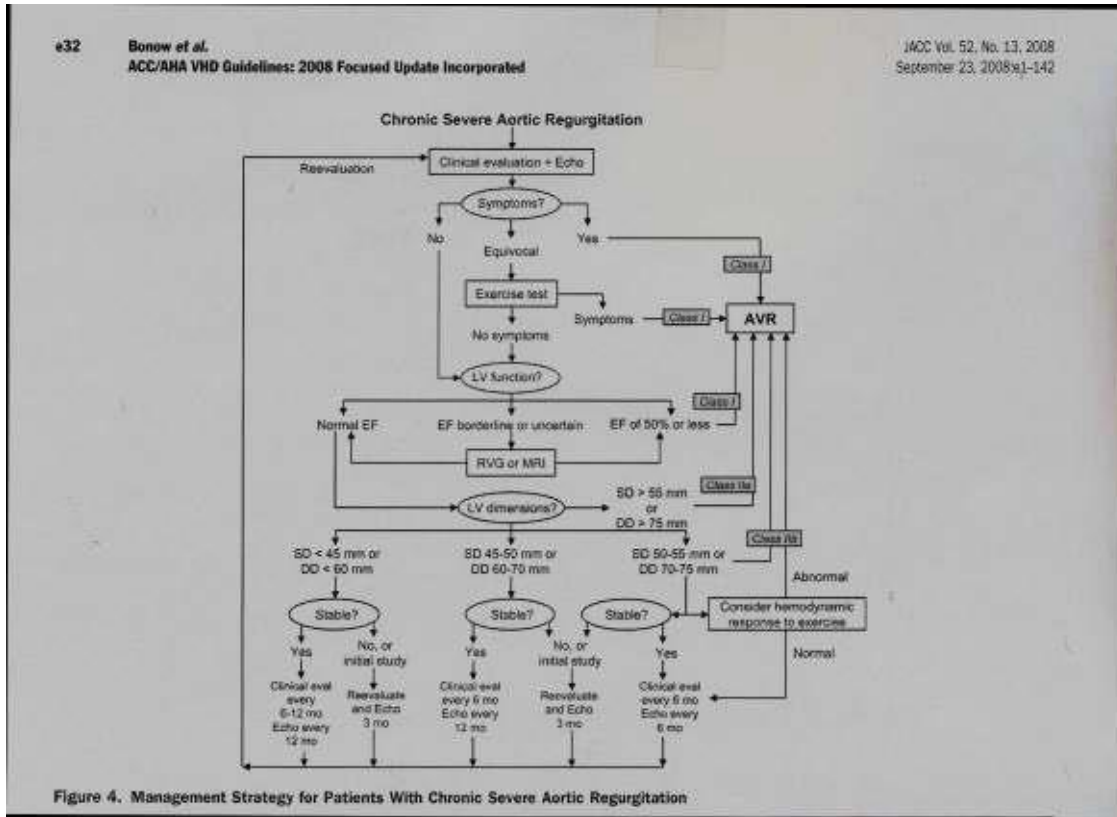 e32
Bonow et al.
ACC/AHA VHD Guidelines: 2008 Focused Update Incorporated
JACC Vol. 52, No. 13, 2008
September 23, 2008:e1–142
Chronic Severe Aortic Regurgitation
Clinical evaluation + Echo
Reevaluation
Symptoms?
No
Equivocal
Yes
Class I
Exercise test
Symptoms
Class I
AVR
No symptoms
LV function?
Class I
Normal EF
EF borderline or uncertain
EF of 50% or less
RVG or MRI
Class IIa
SD > 55 mm
or
DD > 75 mm
LV dimensions?
Class IIb
SD < 45 mm or
DD < 60 mm
SD 45-50 mm or
DD 60-70 mm
SD 50-55 mm or
DD 70-75 mm
Abnormal
Consider hemodynamic
response to exercise
Normal
Stable?
Stable?
Stable?
Yes
No, or
initial study
Yes
No, or
initial study
Yes
Clinical eval
every
6-12 mo
Echo every
12 mo
Reevaluate
and Echo
3 mo
Clinical eval
every 6 mo
Echo every
12 mo
Reevaluate
and Echo
3 mo
Clinical eval
every 6 mo
Echo every
6 mo
Figure 4. Management Strategy for Patients With Chronic Severe Aortic Regurgitation